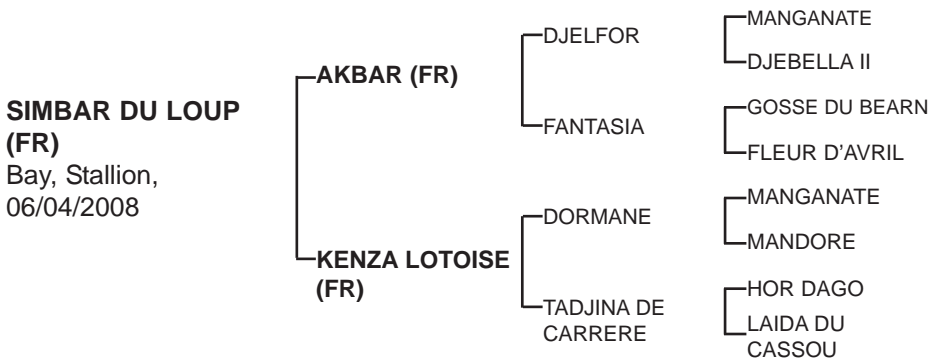 SIMBAR DU LOUP
(FR)
Bay, Stallion,
06/04/2008
AKBAR (FR)
KENZA LOTOISE
(FR)
DJELFOR
FANTASIA
DORMANE
TADJINA DE
CARRERE
MANGANATE
DJEBELLA II
GOSSE DU BEARN
FLEUR D'AVRIL
MANGANATE
MANDORE
HOR DAGO
LAIDA DU
CASSOU